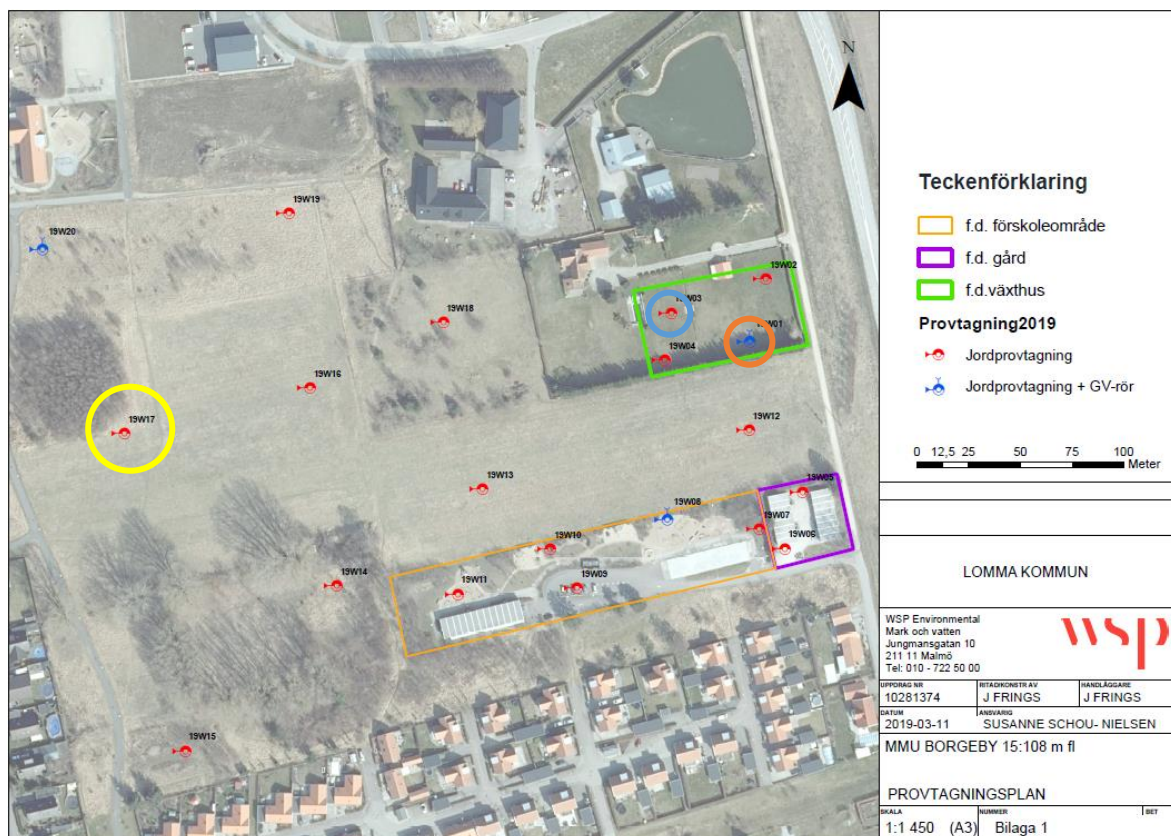 N
19W19
19W20
19W02
19W03
19W18
19W01
19W04
19W16
19W17
19W12
19W13
19W05
19W08
19W07
19W10
19W06
19W14
19W09
19W11
19W15
Teckenförklaring
f.d. förskoleområde
f.d. gård
f.d.växthus
Provtagning2019
Jordprovtagning
Jordprovtagning + GV-rör
0 12,5 25 50 75 100
Meter
LOMMA KOMMUN
WSP Environmental
Mark och vatten
Jungmansgatan 10
211 11 Malmö
Tel: 010 - 722 50 00
wsp
UPPDRAG NR RITAD/KONSTR AV HANDLÄGGARE
10281374 J FRINGS J FRINGS
DATUM ANSVARIG
2019-03-11 SUSANNE SCHOU- NIELSEN
MMU BORGEBY 15:108 m fl
PROVTAGNINGSPLAN
SKALA NUMMER BET
1:1 450 (A3) Bilaga 1